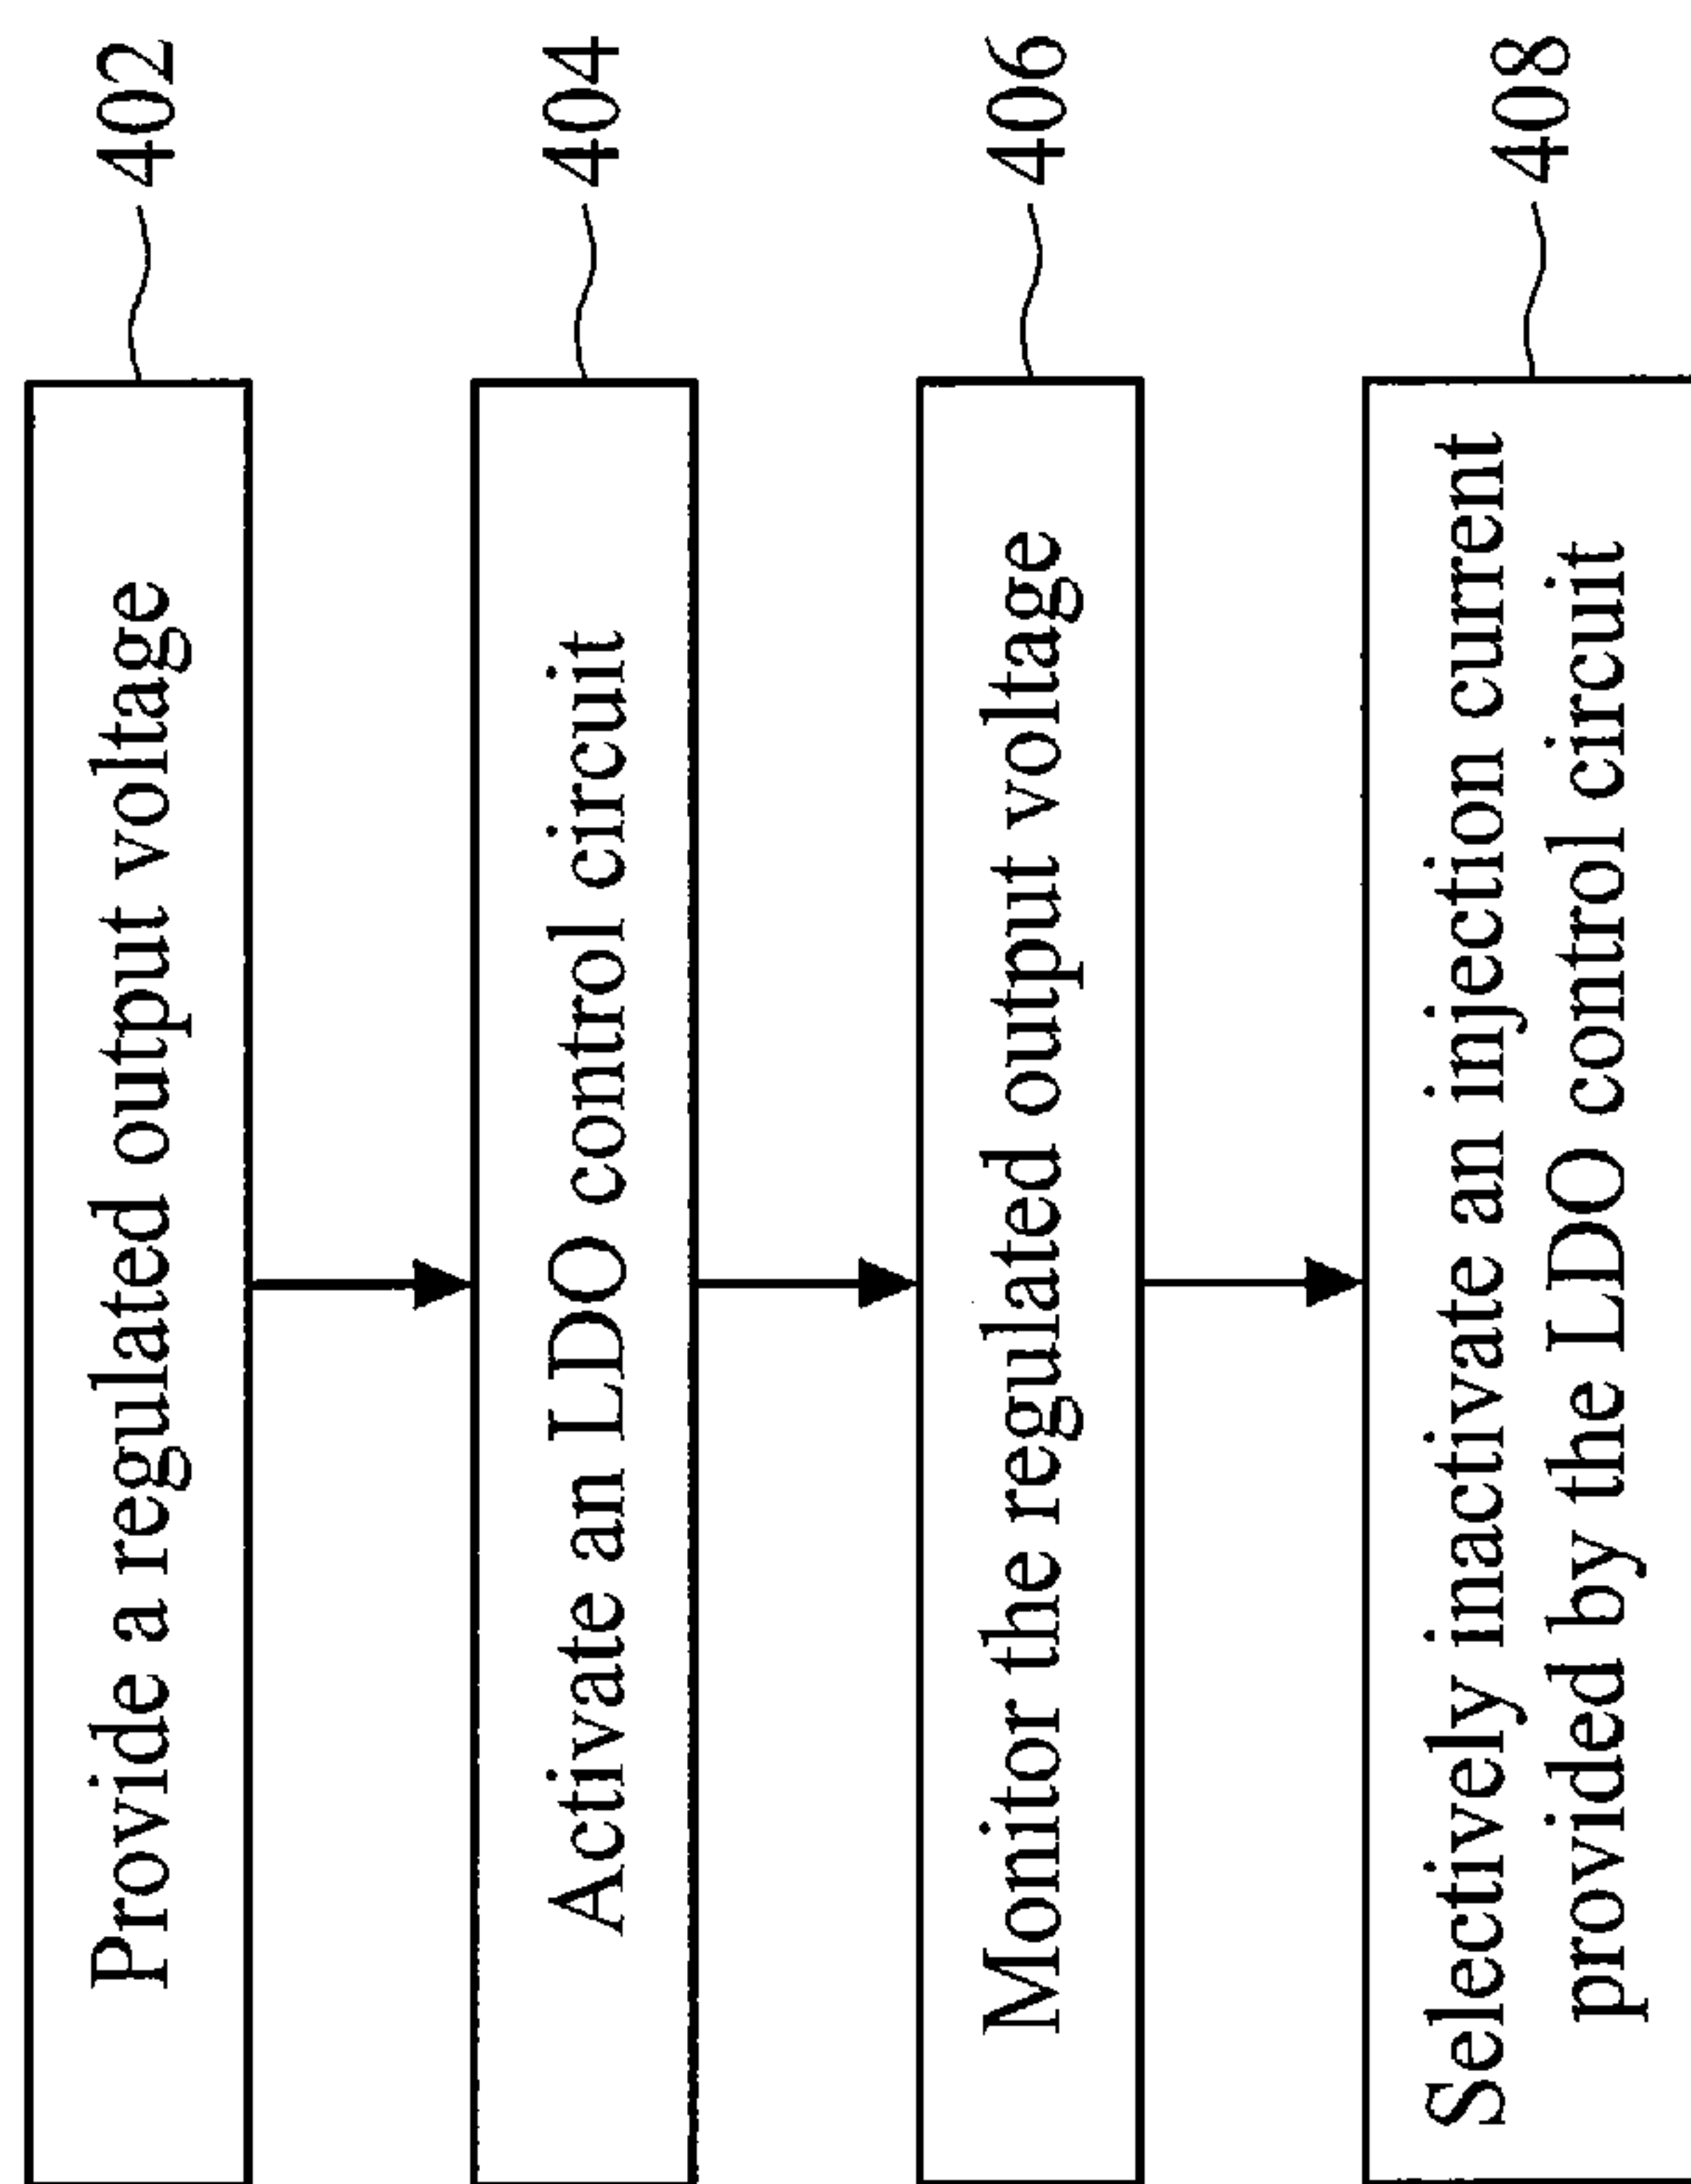 Provide a regulated output voltage
402
Activate an LDO control circuit
404
Monitor the regulated output voltage
406
Selectively inactivate an injection current
provided by the LDO control circuit
408